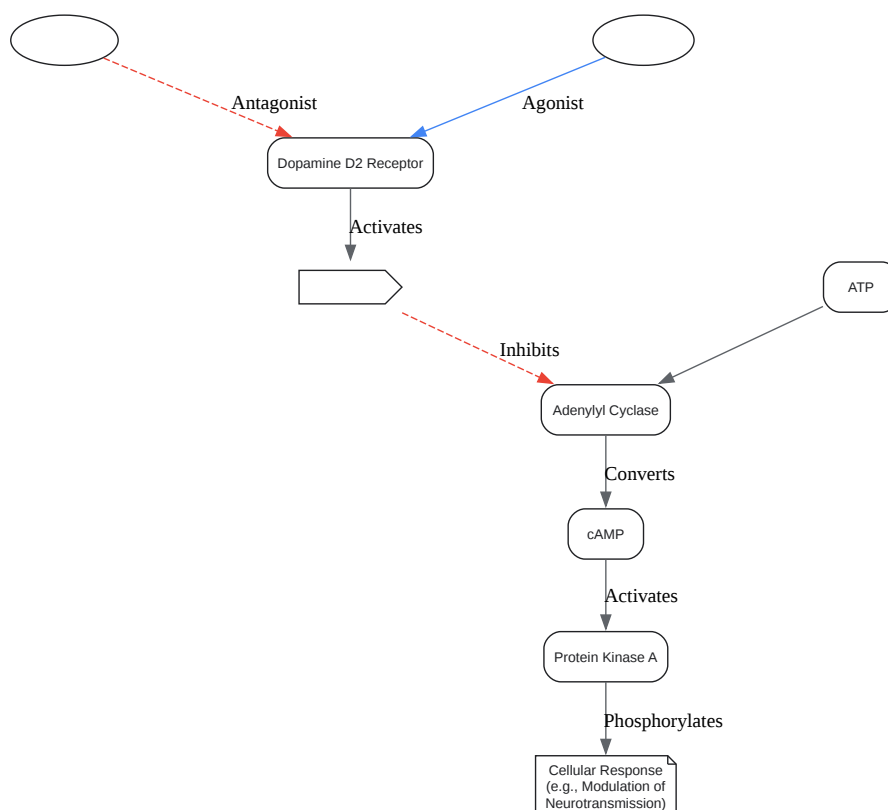 Antagonist
Agonist
Dopamine D2 Receptor
Activates
ATP
Inhibits
Adenylyl Cyclase
Converts
cAMP
Activates
Protein Kinase A
Phosphorylates
Cellular Response
(e.g., Modulation of
Neurotransmission)